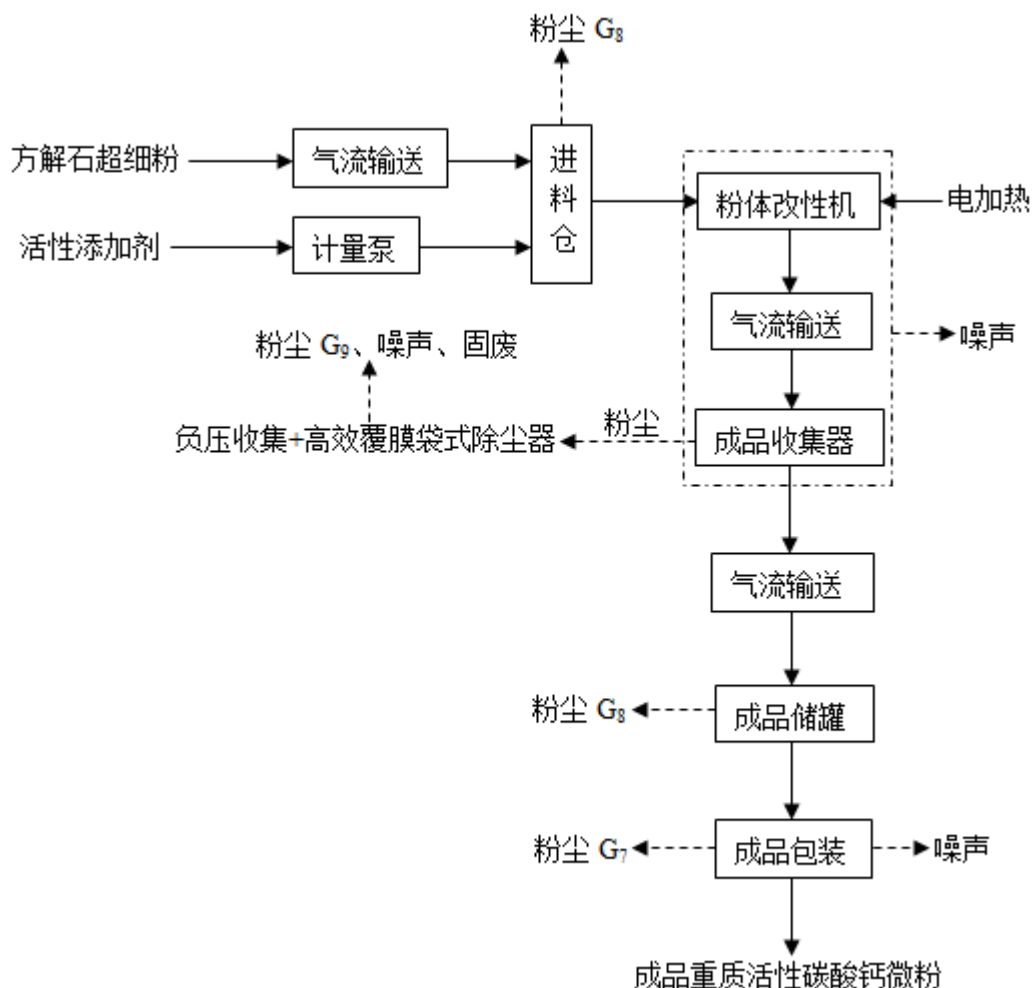 粉尘 G₈
方解石超细粉
气流输送
进料仓
粉体改性机
电加热
活性添加剂
计量泵
气流输送
噪声
粉尘 G₉、噪声、固废
负压收集+高效覆膜袋式除尘器
粉尘
成品收集器
气流输送
粉尘 G₈
成品储罐
粉尘 G₇
成品包装
噪声
成品重质活性碳酸钙微粉